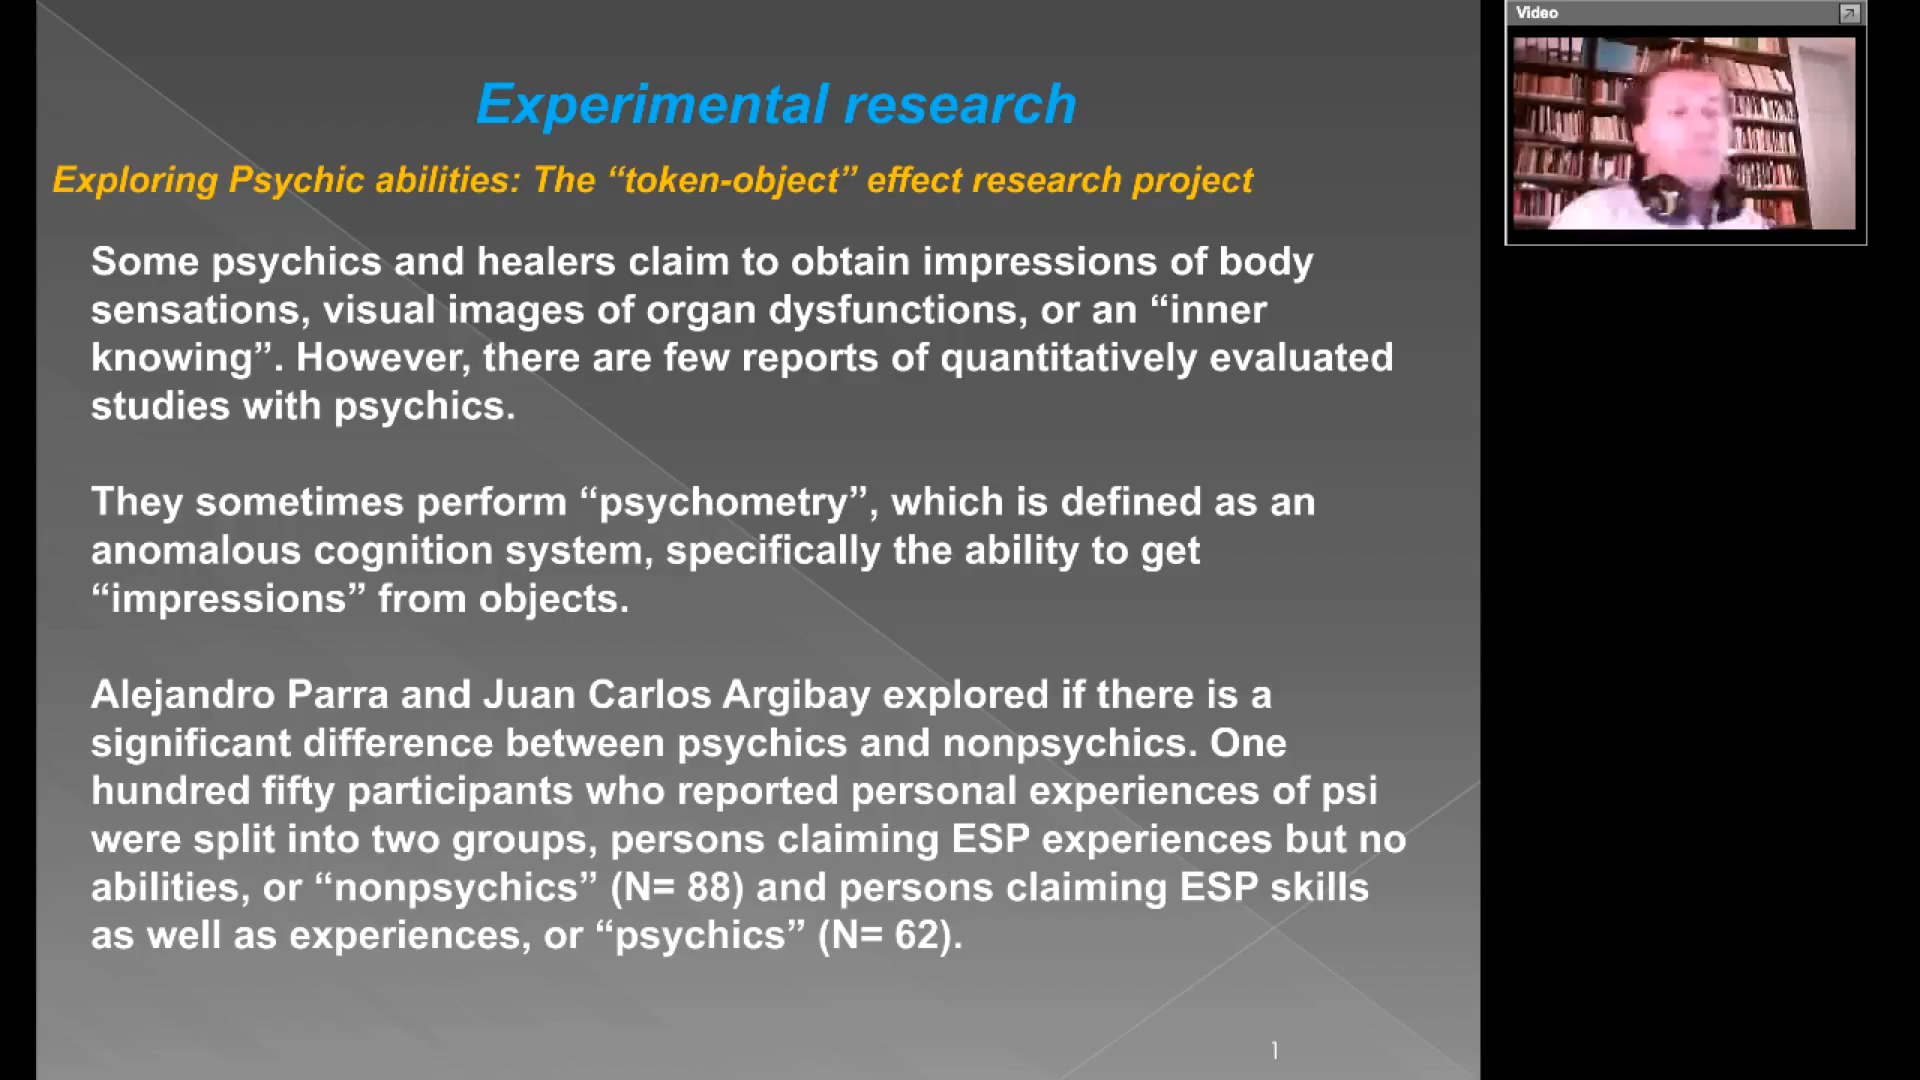 Video
Experimental research
Exploring Psychic abilities: The “token-object” effect research project
Some psychics and healers claim to obtain impressions of body
sensations, visual images of organ dysfunctions, or an “inner
knowing”. However, there are few reports of quantitatively evaluated
studies with psychics.
They sometimes perform “psychometry”, which is defined as an
anomalous cognition system, specifically the ability to get
“impressions” from objects.
Alejandro Parra and Juan Carlos Argibay explored if there is a
significant difference between psychics and nonpsychics. One
hundred fifty participants who reported personal experiences of psi
were split into two groups, persons claiming ESP experiences but no
abilities, or “nonpsychics” (N= 88) and persons claiming ESP skills
as well as experiences, or “psychics” (N= 62).
1